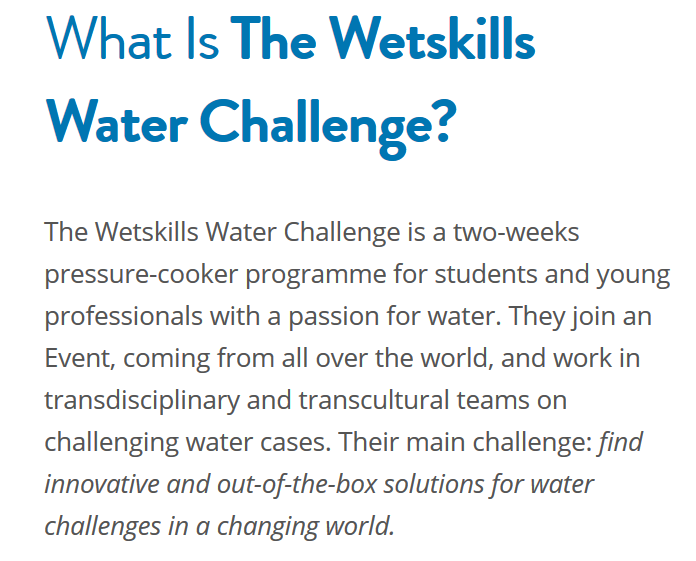 What Is The Wetskills
Water Challenge?
The Wetskills Water Challenge is a two-weeks
pressure-cooker programme for students and young
professionals with a passion for water. They join an
Event, coming from all over the world, and work in
transdisciplinary and transcultural teams on
challenging water cases. Their main challenge: find
innovative and out-of-the-box solutions for water
challenges in a changing world.